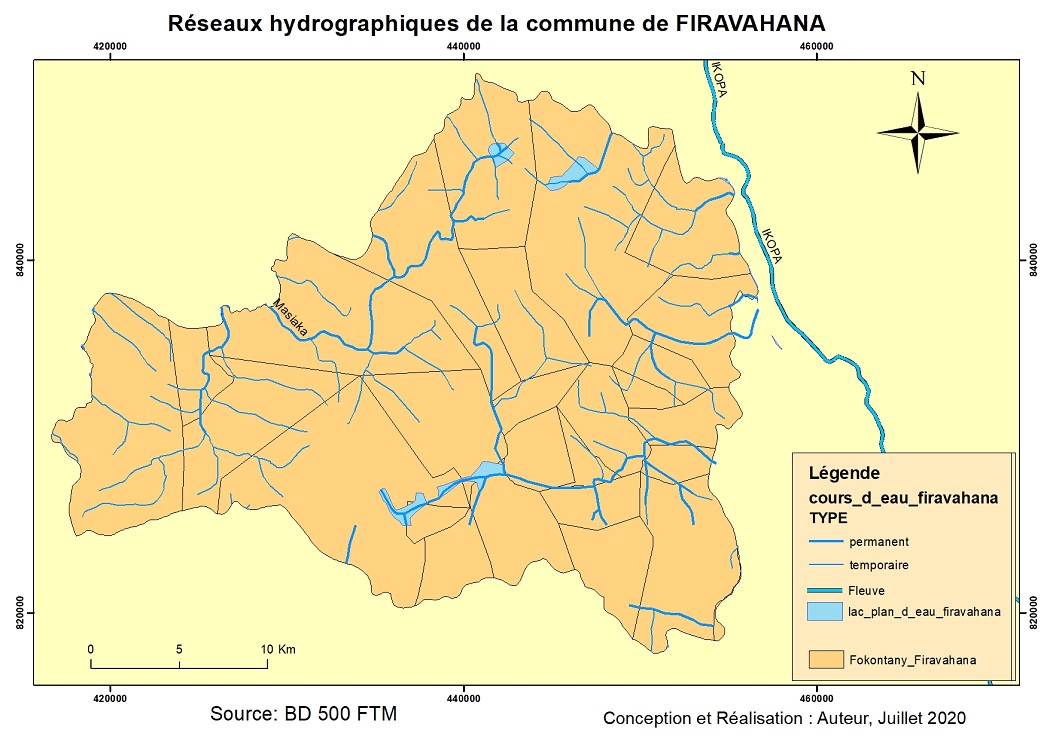 Réseaux hydrographiques de la commune de FIRAVAHANA
420000
440000
460000
IKOPA
N
840000
840000
IKOPA
Masiaka
Légende
cours_d_eau_firavahana
TYPE
permanent
temporaire
Fleuve
lac_plan_d_eau_firavahana
Fokontany_Firavahana
820000
820000
0 5 10 Km
420000
440000
460000
Source: BD 500 FTM
Conception et Réalisation : Auteur, Juillet 2020